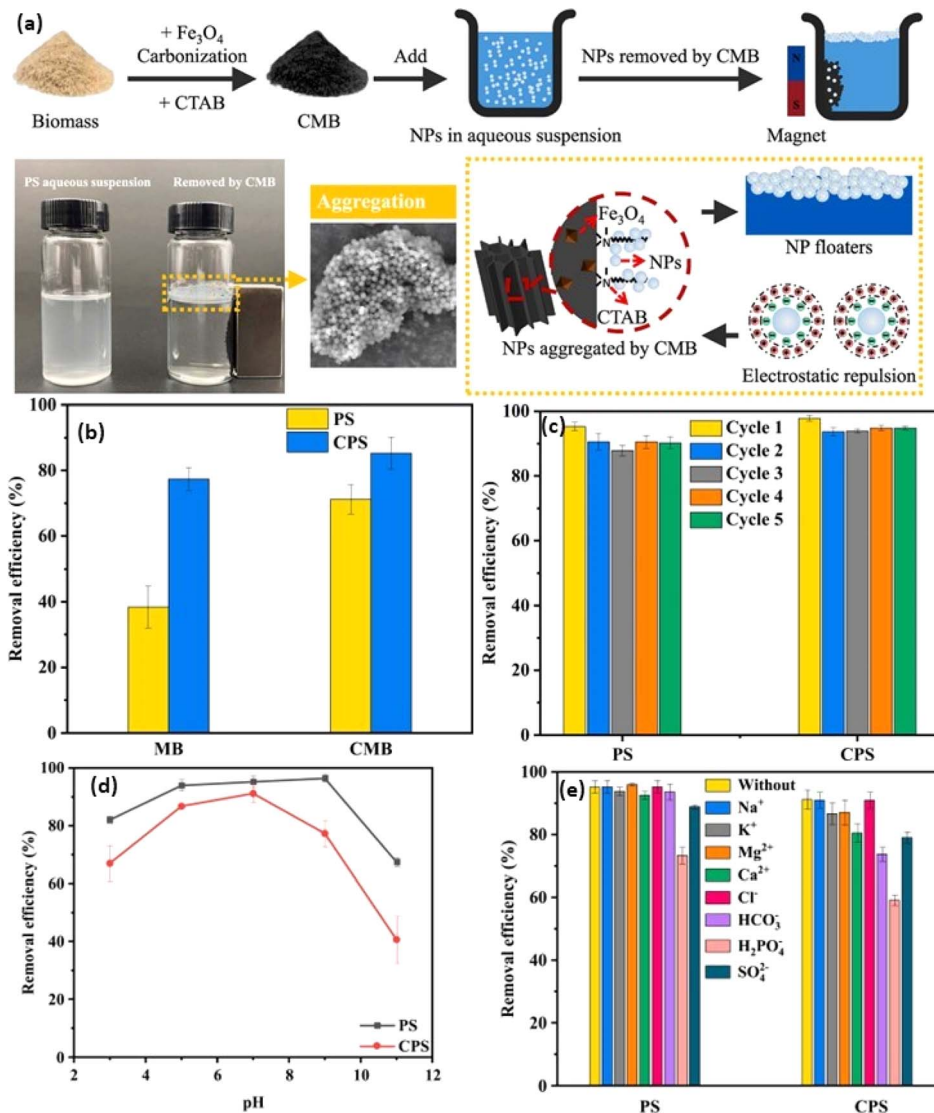 (a)
+ Fe₃O₄
Carbonization
+ CTAB
Biomass
CMB
Add
NPs in aqueous suspension
NPs removed by CMB
N
S
Magnet
PS aqueous suspension
Removed by CMB
Aggregation
Fe₃O₄
N
NPs
N
CTAB
NPs aggregated by CMB
NP floaters
Electrostatic repulsion
(b)
Removal efficiency (%)
100
80
60
40
20
0
PS
CPS
MB
CMB
(c)
Removal efficiency (%)
100
80
60
40
20
0
Cycle 1
Cycle 2
Cycle 3
Cycle 4
Cycle 5
PS
CPS
(d)
Removal efficiency (%)
100
80
60
40
20
0
PS
CPS
2
4
6
8
10
12
pH
(e)
Removal efficiency (%)
100
80
60
40
20
0
Without
Na⁺
K⁺
Mg²⁺
Ca²⁺
Cl⁻
HCO₃⁻
H₂PO₄⁻
SO₄²⁻
PS
CPS